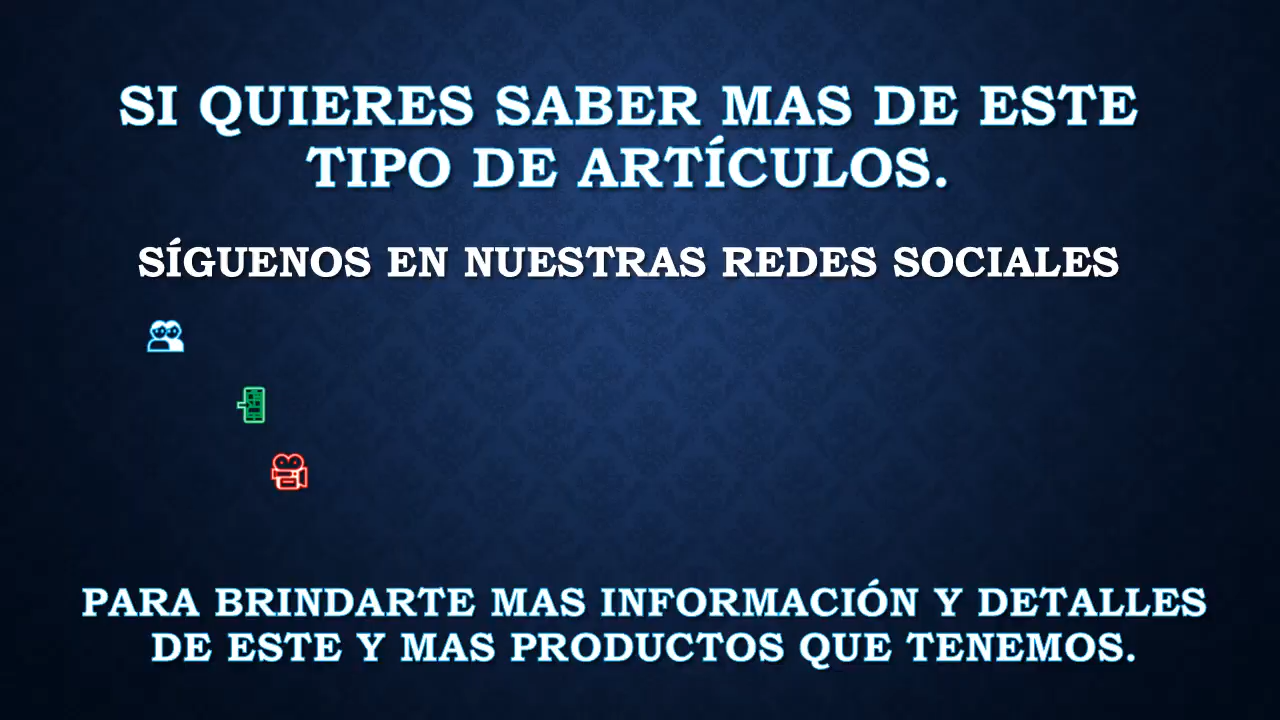 SI QUIERES SABER MAS DE ESTE
TIPO DE ARTÍCULOS.
SÍGUENOS EN NUESTRAS REDES SOCIALES
PARA BRINDARTE MAS INFORMACIÓN Y DETALLES
DE ESTE Y MAS PRODUCTOS QUE TENEMOS.